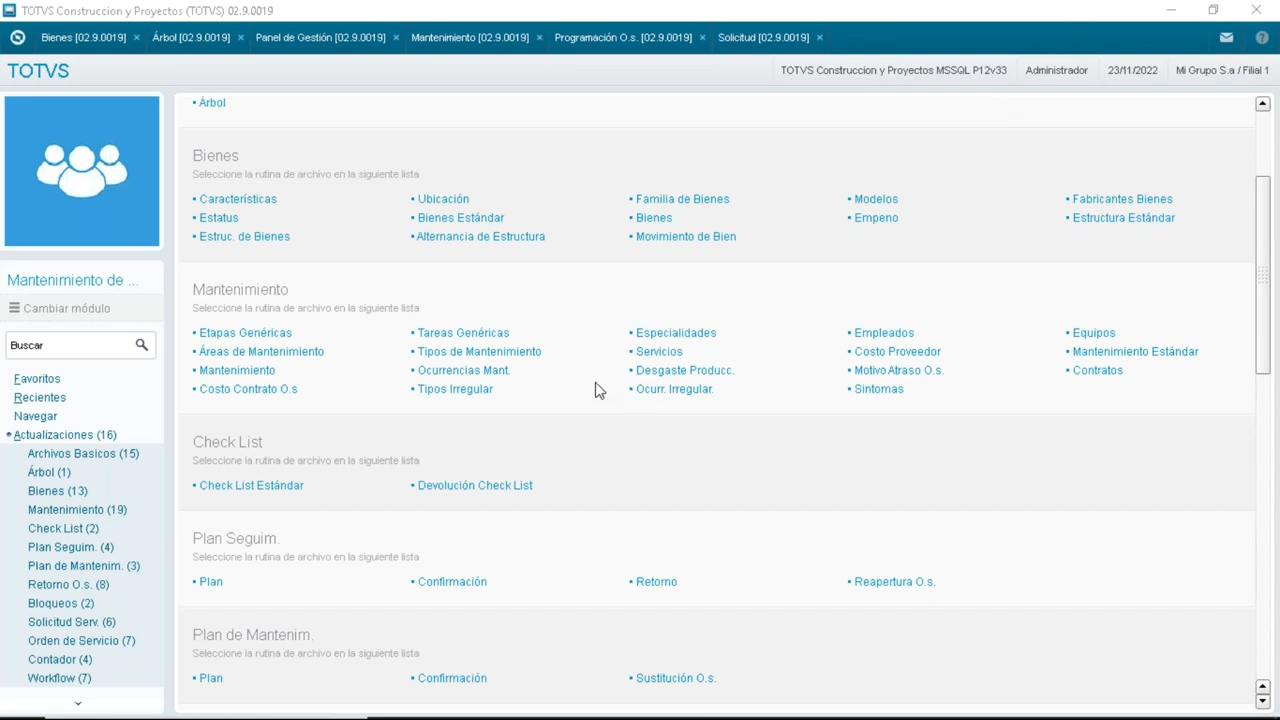 TOTVS Construccion y Proyectos (TOTVS) 02.9.0019
Bienes [02.9.0019] × Árbol [02.9.0019] × Panel de Gestión [02.9.0019] × Mantenimiento [02.9.0019] × Programación O.s. [02.9.0019] × Solicitud [02.9.0019] ×
TOTVS
TOTVS Construccion y Proyectos MSSQL P12v33 Administrador 23/11/2022 Mi Grupo S.a / Filial 1
Mantenimiento de ...
Cambiar módulo
Buscar
Favoritos
Recientes
Navegar
Actualizaciones (16)
Archivos Basicos (15)
Árbol (1)
Bienes (13)
Mantenimiento (19)
Check List (2)
Plan Seguim. (4)
Plan de Mantenim. (3)
Retorno O.s. (8)
Bloqueos (2)
Solicitud Serv. (6)
Orden de Servicio (7)
Contador (4)
Workflow (7)
Árbol
Bienes
Seleccione la rutina de archivo en la siguiente lista
Características Ubicación Familia de Bienes Modelos Fabricantes Bienes
Estatus Bienes Estándar Bienes Empeno Estructura Estándar
Estruc. de Bienes Alternancia de Estructura Movimiento de Bien
Mantenimiento
Seleccione la rutina de archivo en la siguiente lista
Etapas Genéricas Tareas Genéricas Especialidades Empleados Equipos
Áreas de Mantenimiento Tipos de Mantenimiento Servicios Costo Proveedor Mantenimiento Estándar
Mantenimiento Ocurrencias Mant. Desgaste Producc. Motivo Atraso O.s. Contratos
Costo Contrato O.s Tipos Irregular Ocurr. Irregular. Sintomas
Check List
Seleccione la rutina de archivo en la siguiente lista
Check List Estándar Devolución Check List
Plan Seguim.
Seleccione la rutina de archivo en la siguiente lista
Plan Confirmación Retorno Reapertura O.s.
Plan de Mantenim.
Seleccione la rutina de archivo en la siguiente lista
Plan Confirmación Sustitución O.s.